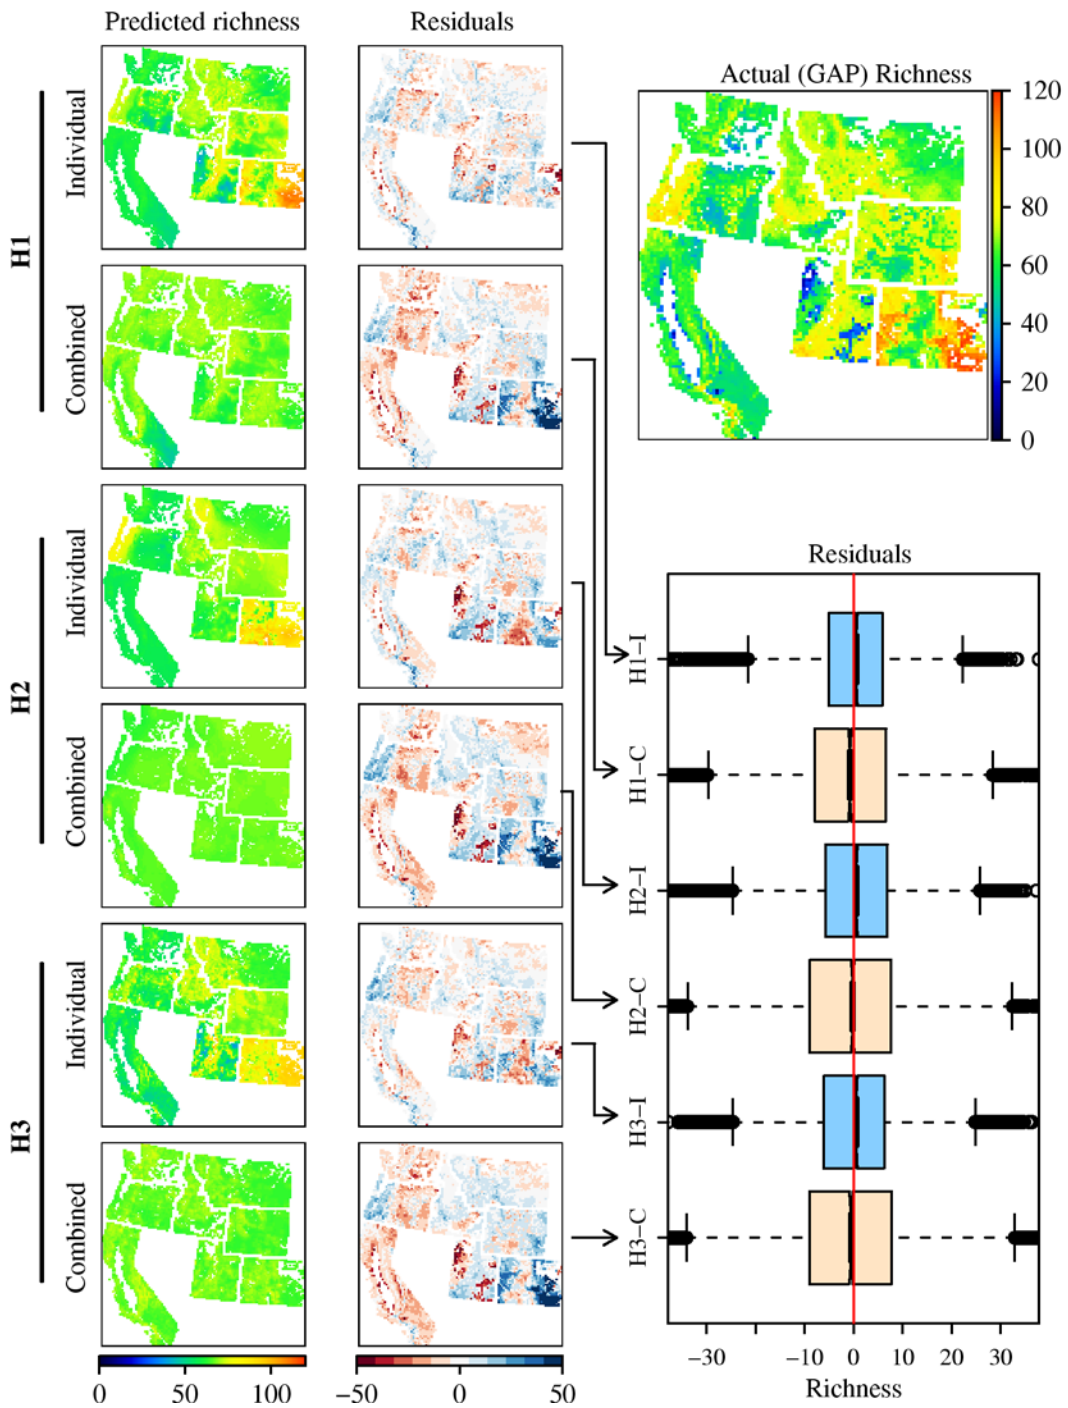 Predicted richness
Residuals
H1
Individual
Combined
H2
Individual
Combined
H3
Individual
Combined
0 50 100
−50 0 50
Actual (GAP) Richness
120
100
80
60
40
20
0
Residuals
H1−I
H1−C
H2−I
H2−C
H3−I
H3−C
−30 −10 0 10 20 30
Richness